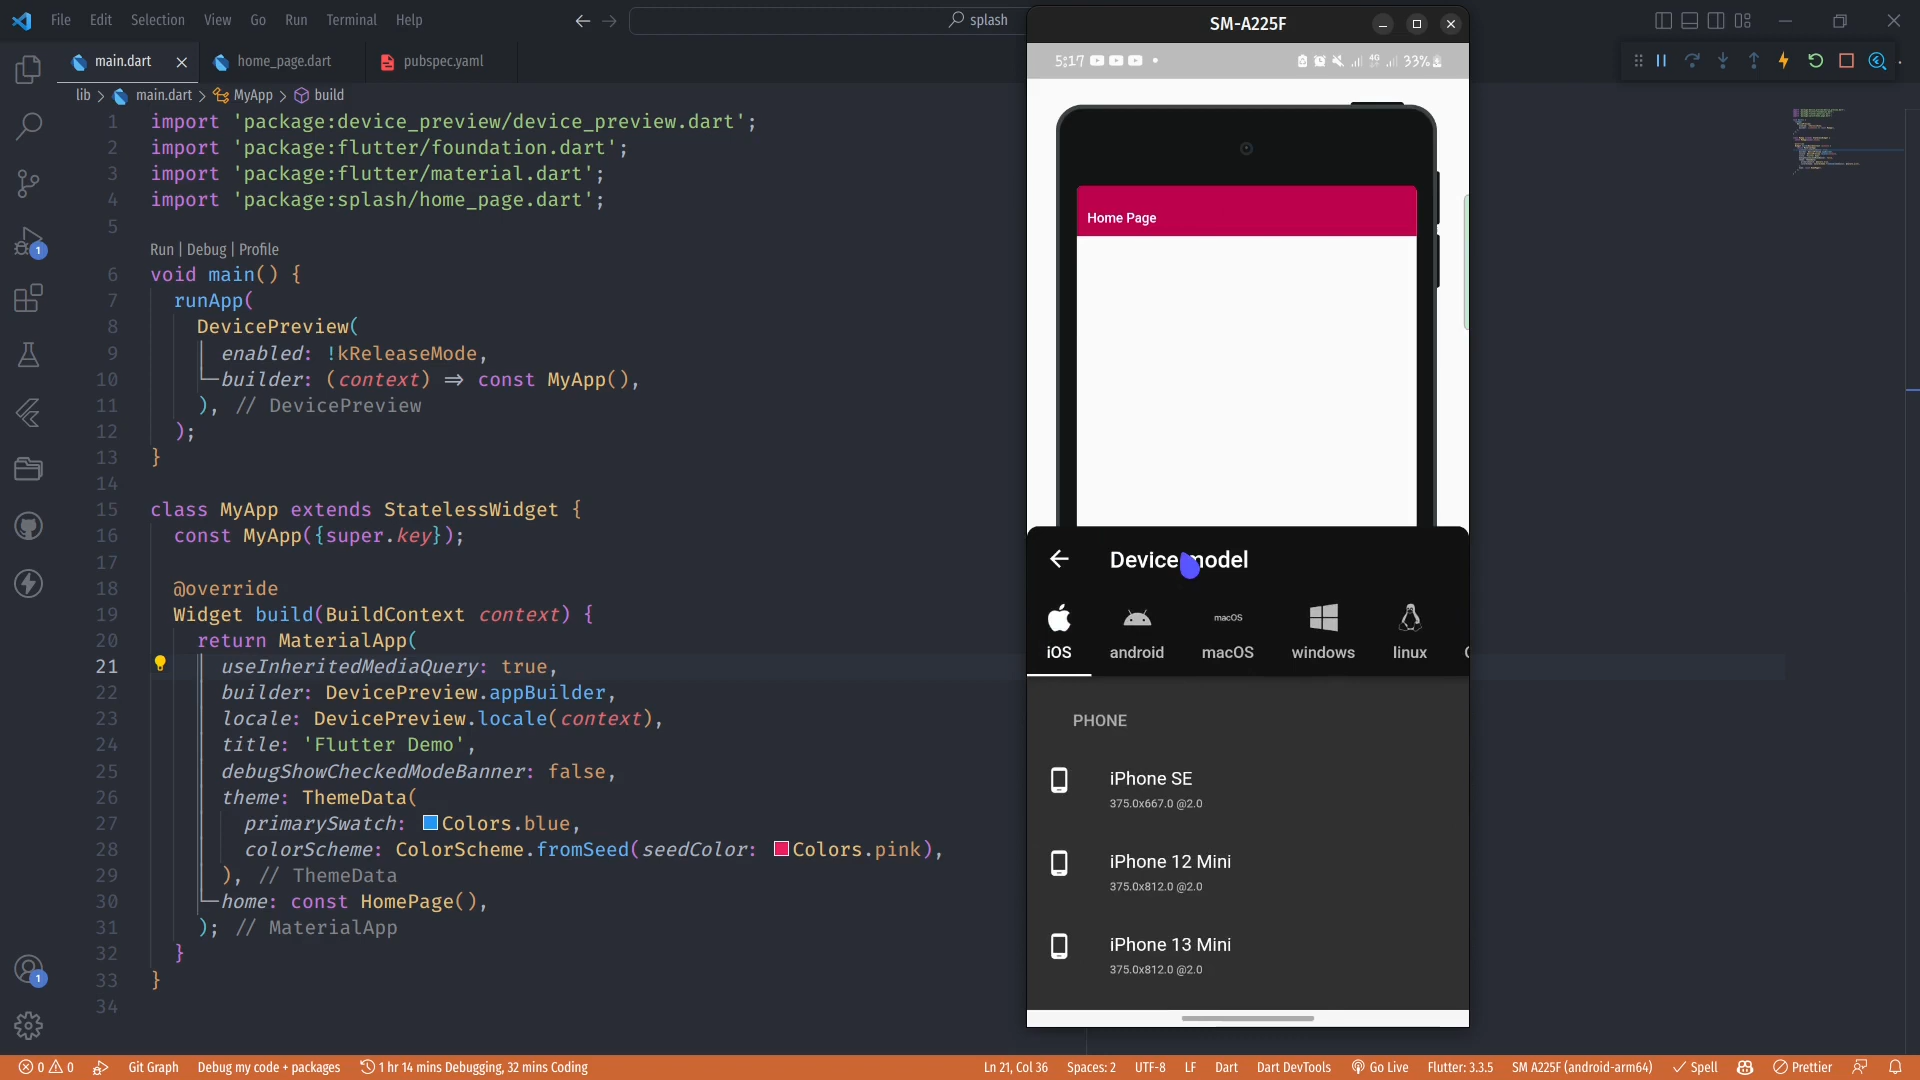 File Edit Selection View Go Run Terminal Help
splash
main.dart
home_page.dart
pubspec.yaml
lib > main.dart > MyApp > build
1 import 'package:device_preview/device_preview.dart';
2 import 'package:flutter/foundation.dart';
3 import 'package:flutter/material.dart';
4 import 'package:splash/home_page.dart';
5
Run | Debug | Profile
6 void main() {
7 runApp(
8 DevicePreview(
9 enabled: !kReleaseMode,
10 builder: (context) => const MyApp(),
11 ), // DevicePreview
12 );
13 }
14
15 class MyApp extends StatelessWidget {
16 const MyApp({super.key});
17
18 @override
19 Widget build(BuildContext context) {
20 return MaterialApp(
21 useInheritedMediaQuery: true,
22 builder: DevicePreview.appBuilder,
23 locale: DevicePreview.locale(context),
24 title: 'Flutter Demo',
25 debugShowCheckedModeBanner: false,
26 theme: ThemeData(
27 primarySwatch: Colors.blue,
28 colorScheme: ColorScheme.fromSeed(seedColor: Colors.pink),
29 ), // ThemeData
30 home: const HomePage(),
31 ); // MaterialApp
32 }
33 }
34
1
1
SM-A225F
5:17
4G
33%
Home Page
Device model
macOS
iOS android macOS windows linux
PHONE
iPhone SE
375.0x667.0 @2.0
iPhone 12 Mini
375.0x812.0 @2.0
iPhone 13 Mini
375.0x812.0 @2.0
0 0 Git Graph Debug my code + packages 1 hr 14 mins Debugging, 32 mins Coding Ln 21, Col 36 Spaces: 2 UTF-8 LF Dart Dart DevTools Go Live Flutter: 3.3.5 SM A225F (android-arm64) Spell Prettier